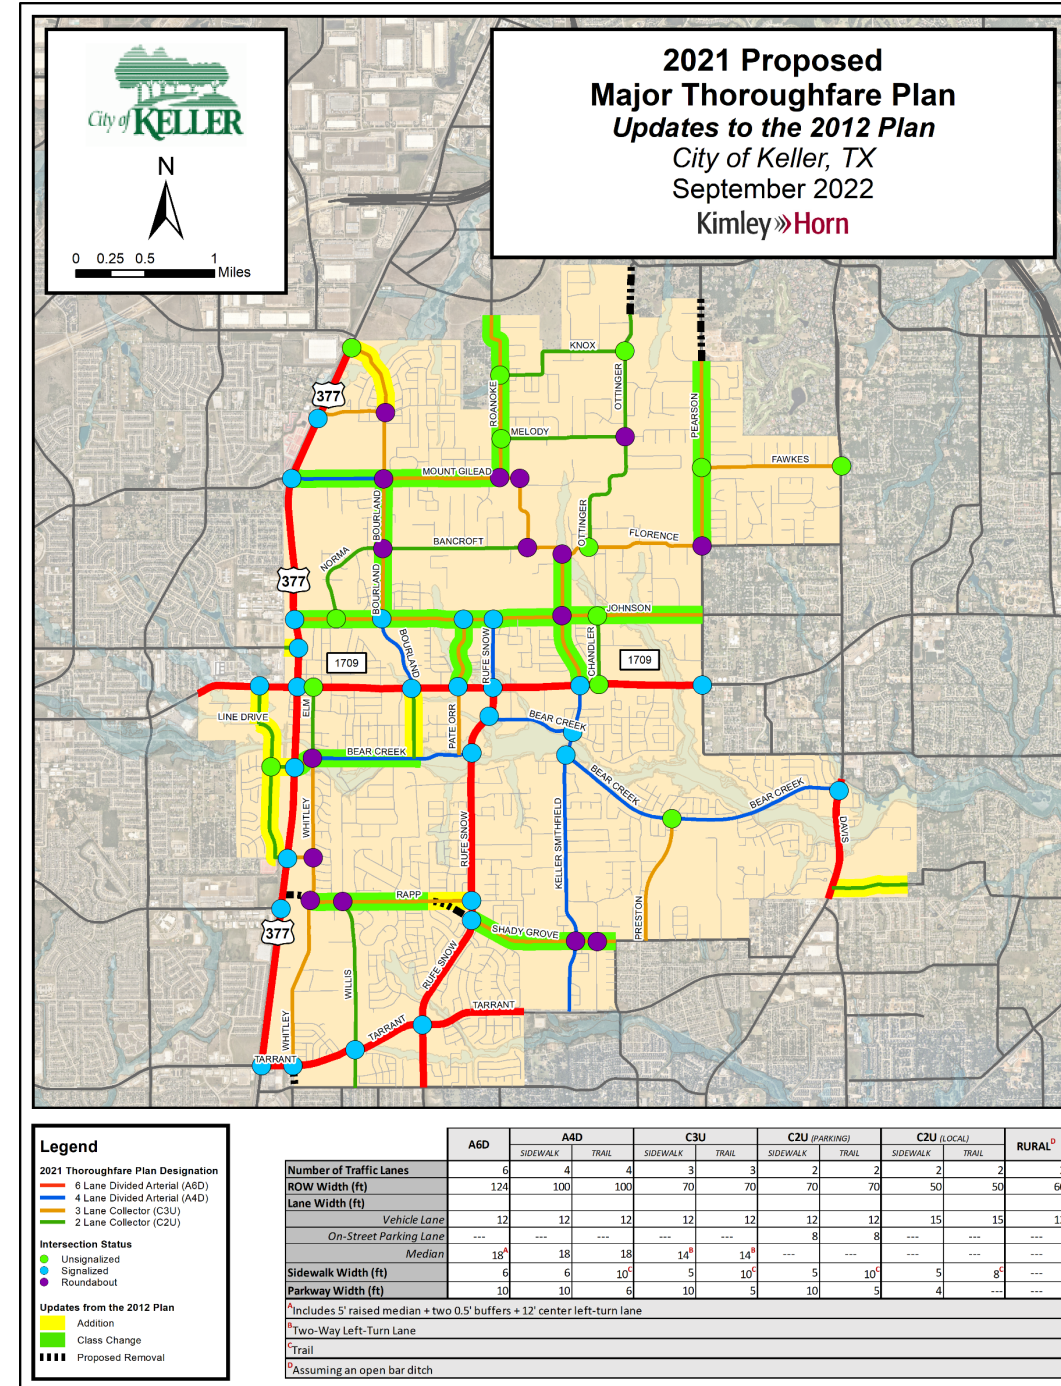 City of KELLER
N
0 0.25 0.5 1
Miles
2021 Proposed
Major Thoroughfare Plan
Updates to the 2012 Plan
City of Keller, TX
September 2022
Kimley»Horn
KNOX
377
ROANOKE
OTTINGER
PEARSON
MELODY
MOUNT GILEAD
FAWKES
BOURLAND
OTTINGER
FLORENCE
BANCROFT
NORMA
377
BOURLAND
JOHNSON
BOURLAND
RUFE SNOW
CHANDLER
1709
1709
ELM
LINE DRIVE
PATE ORR
BEAR CREEK
BEAR CREEK
BEAR CREEK
BEAR CREEK
WHITLEY
RUFE SNOW
KELLER SMITHFIELD
DAVIS
RAPP
PRESTON
377
SHADY GROVE
RUFE SNOW
WILLIS
TARRANT
TARRANT
WHITLEY
TARRANT
Legend
2021 Thoroughfare Plan Designation
6 Lane Divided Arterial (A6D)
4 Lane Divided Arterial (A4D)
3 Lane Collector (C3U)
2 Lane Collector (C2U)
Intersection Status
Unsignalized
Signalized
Roundabout
Updates from the 2012 Plan
Addition
Class Change
Proposed Removal
A6D A4D C3U C2U (PARKING) C2U (LOCAL) RURAL D
SIDEWALK TRAIL SIDEWALK TRAIL SIDEWALK TRAIL SIDEWALK TRAIL
Number of Traffic Lanes 6 4 4 3 3 2 2 2 2
ROW Width (ft) 124 100 100 70 70 70 70 50 50
Lane Width (ft)
Vehicle Lane 12 12 12 12 12 12 12 15 15
On-Street Parking Lane --- --- --- --- --- 8 8 --- --- ---
Median 18A 18 18 14B 14B --- --- --- --- ---
Sidewalk Width (ft) 6 6 10C 5 10C 5 10C 5 8C ---
Parkway Width (ft) 10 10 6 10 5 10 5 4 --- ---
A Includes 5' raised median + two 0.5' buffers + 12' center left-turn lane
B Two-Way Left-Turn Lane
C Trail
D Assuming an open bar ditch